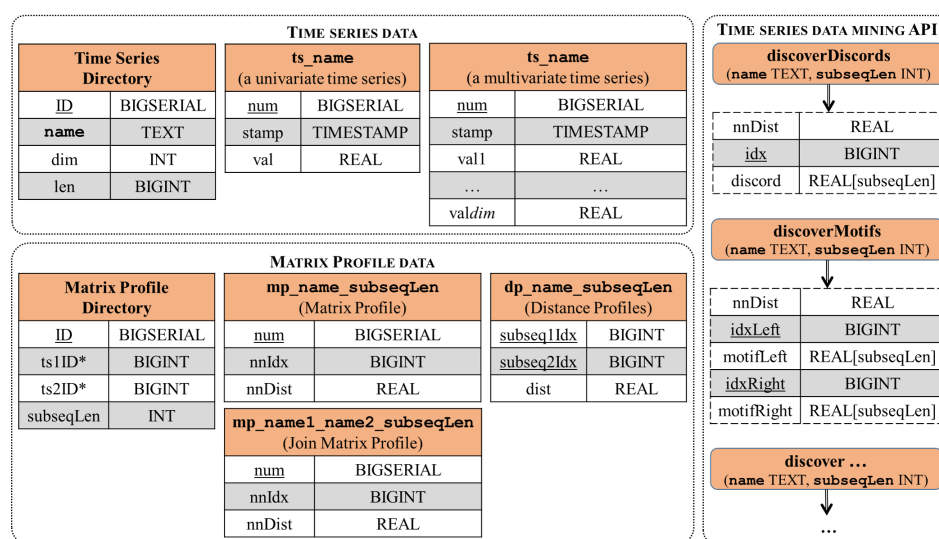 TIME SERIES DATA
Time Series
Directory
ID BIGSERIAL
name TEXT
dim INT
len BIGINT
ts_name
(a univariate time series)
num BIGSERIAL
stamp TIMESTAMP
val REAL
ts_name
(a multivariate time series)
num BIGSERIAL
stamp TIMESTAMP
val1 REAL
… …
valdim REAL
MATRIX PROFILE DATA
Matrix Profile
Directory
ID BIGSERIAL
ts1ID* BIGINT
ts2ID* BIGINT
subseqLen INT
mp_name_subseqLen
(Matrix Profile)
num BIGSERIAL
nnIdx BIGINT
nnDist REAL
dp_name_subseqLen
(Distance Profiles)
subseq1Idx BIGINT
subseq2Idx BIGINT
dist REAL
mp_name1_name2_subseqLen
(Join Matrix Profile)
num BIGSERIAL
nnIdx BIGINT
nnDist REAL
TIME SERIES DATA MINING API
discoverDiscords
(name TEXT, subseqLen INT)
nnDist REAL
idx BIGINT
discord REAL[subseqLen]
discoverMotifs
(name TEXT, subseqLen INT)
nnDist REAL
idxLeft BIGINT
motifLeft REAL[subseqLen]
idxRight BIGINT
motifRight REAL[subseqLen]
discover …
(name TEXT, subseqLen INT)
…